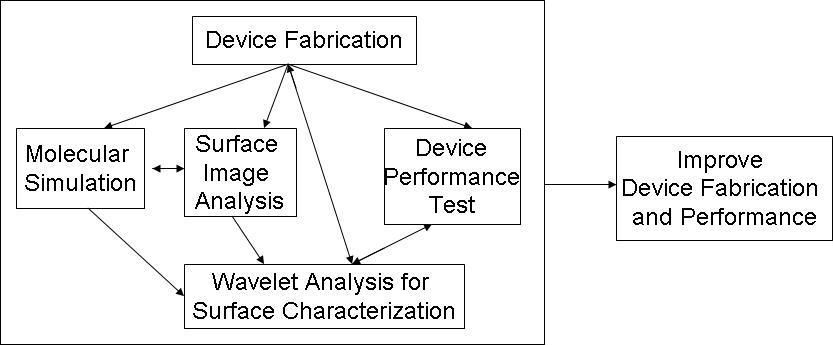 Device Fabrication
Molecular
Simulation
Surface
Image
Analysis
Device
Performance
Test
Improve
Device Fabrication
and Performance
Wavelet Analysis for
Surface Characterization